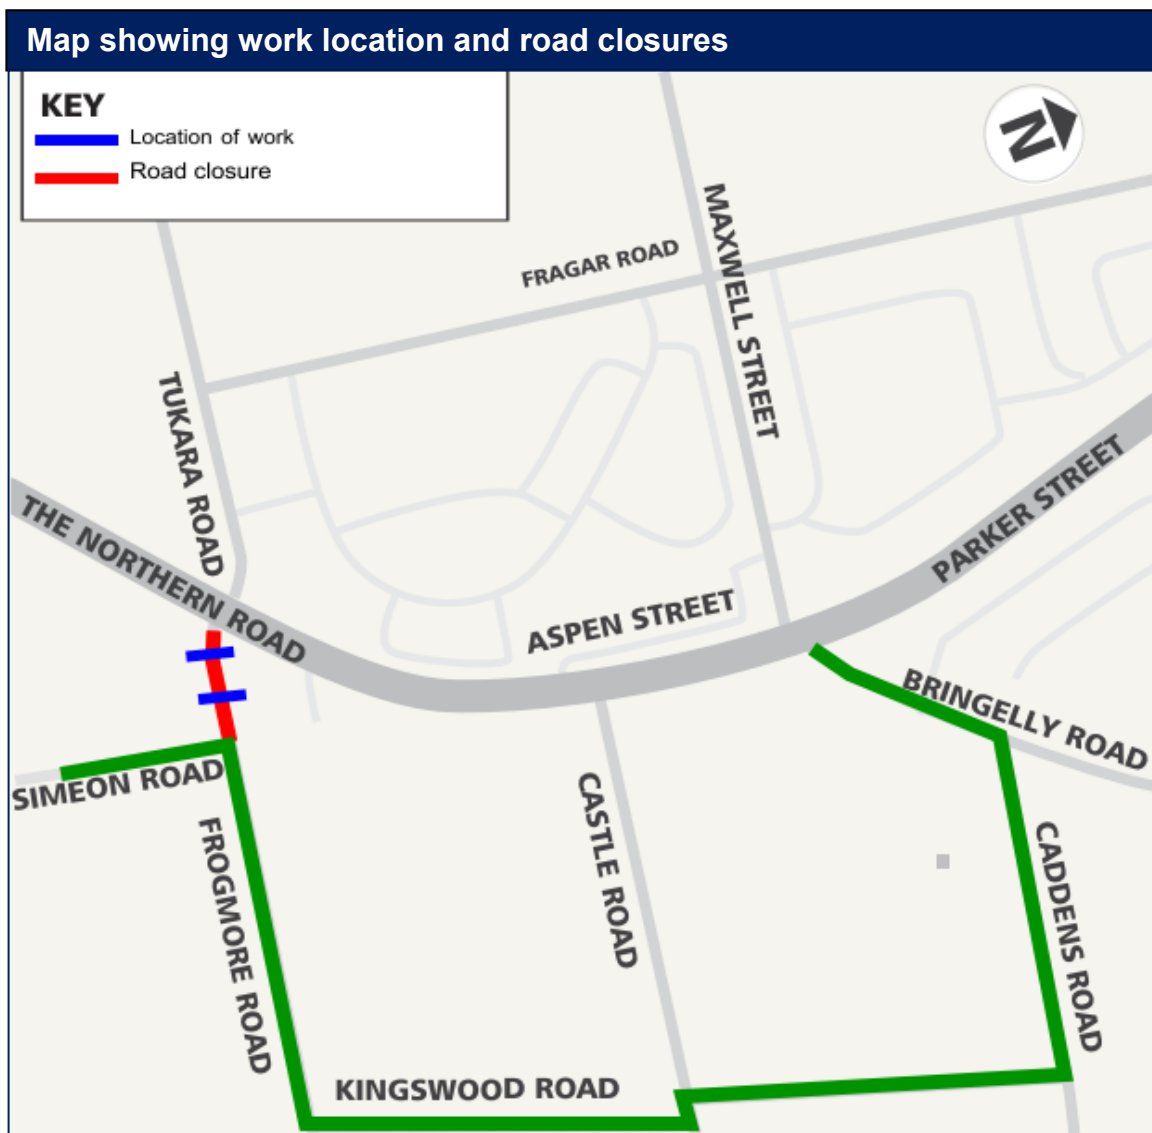 Map showing work location and road closures
KEY
Location of work
Road closure
N
MAXWELL STREET
FRAGAR ROAD
TUKARA ROAD
THE NORTHERN ROAD
PARKER STREET
ASPEN STREET
BRINGELLY ROAD
SIMEON ROAD
CASTLE ROAD
FROGMORE ROAD
CADDENS ROAD
KINGSWOOD ROAD